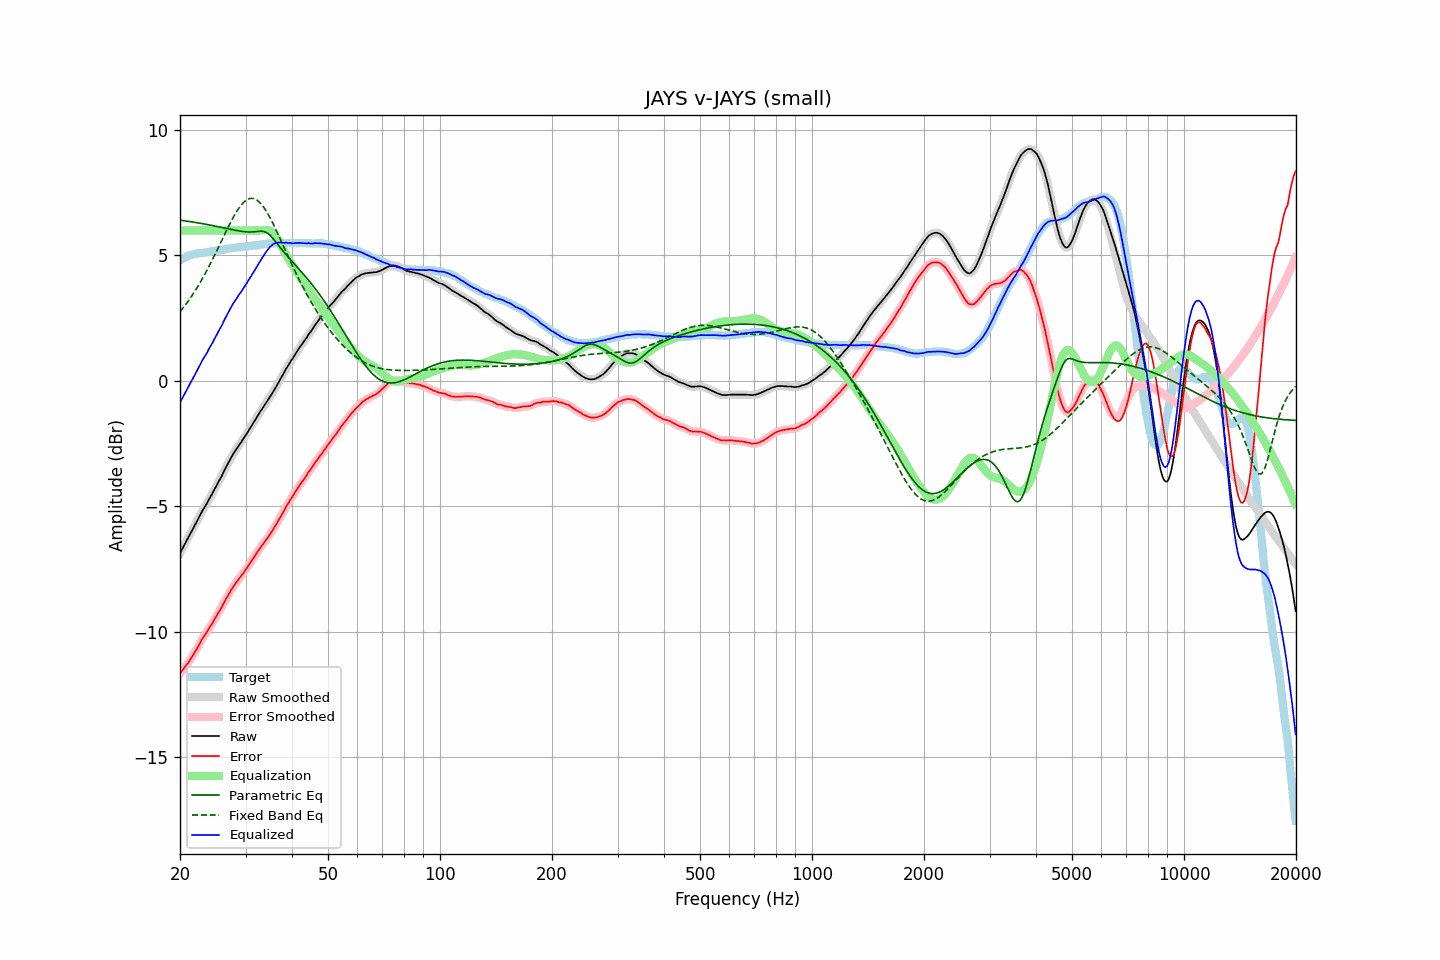 JAYS v-JAYS (small)
10
5
0
−5
−10
−15
Amplitude (dBr)
Target
Raw Smoothed
Error Smoothed
Raw
Error
Equalization
Parametric Eq
Fixed Band Eq
Equalized
20 50 100 200 500 1000 2000 5000 10000 20000
Frequency (Hz)